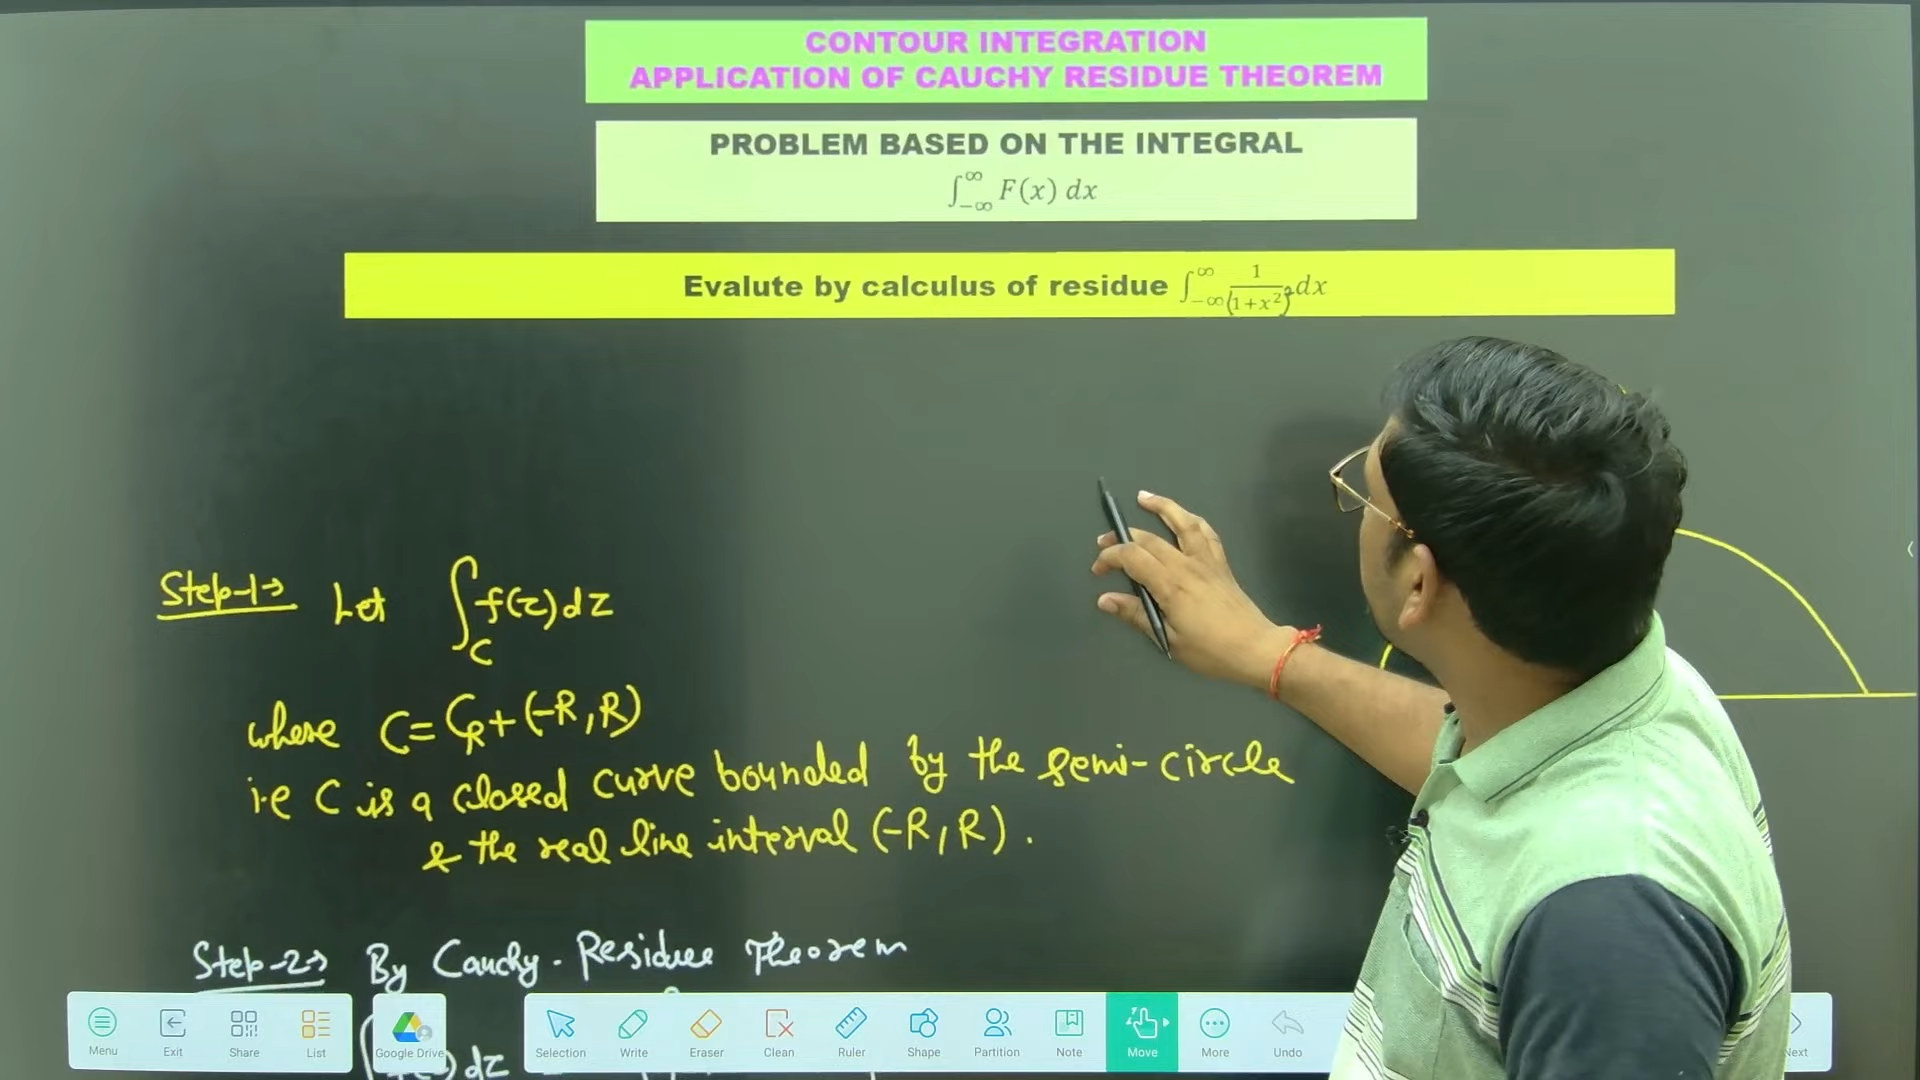 CONTOUR INTEGRATION
APPLICATION OF CAUCHY RESIDUE THEOREM
PROBLEM BASED ON THE INTEGRAL
∫_{-∞}^{∞} F(x) dx
Evalute by calculus of residue ∫_{-∞}^{∞} 1/(1+x²)² dx
Step-1→ Let ∫_C f(z)dz
where C = C_R + (-R, R)
i.e C is a closed curve bounded by the semi-circle
& the real line interval (-R, R).
Step-2→ By Cauchy-Residue Theorem
dz
Menu Exit Share List Google Drive Selection Write Eraser Clean Ruler Shape Partition Note Move More Undo Next